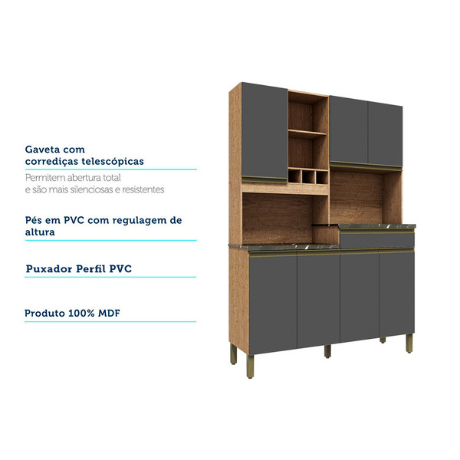 Gaveta com
corrediças telescópicas
Permitem abertura total
e são mais silenciosas e resistentes
Pés em PVC com regulagem de
altura
Puxador Perfil PVC
Produto 100% MDF